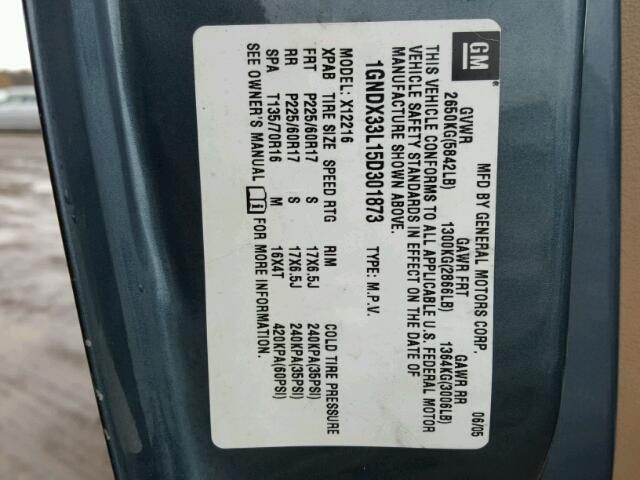 GM
MFD BY GENERAL MOTORS CORP. 06/05
GVWR GAWR FRT GAWR RR
2650KG(5842LB) 1300KG(2866LB) 1364KG(3006LB)
THIS VEHICLE CONFORMS TO ALL APPLICABLE U.S. FEDERAL MOTOR
VEHICLE SAFETY STANDARDS IN EFFECT ON THE DATE OF
MANUFACTURE SHOWN ABOVE.
1GNDX33L15D301873 TYPE: M.P.V.
MODEL: X12216
XPAB TIRE SIZE SPEED RTG RIM COLD TIRE PRESSURE
FRT P225/60R17 S 17X6.5J 240KPA(35PSI)
RR P225/60R17 S 17X6.5J 240KPA(35PSI)
SPA T135/70R16 M 16X4T 420KPA(60PSI)
SEE OWNER'S MANUAL FOR MORE INFORMATION.